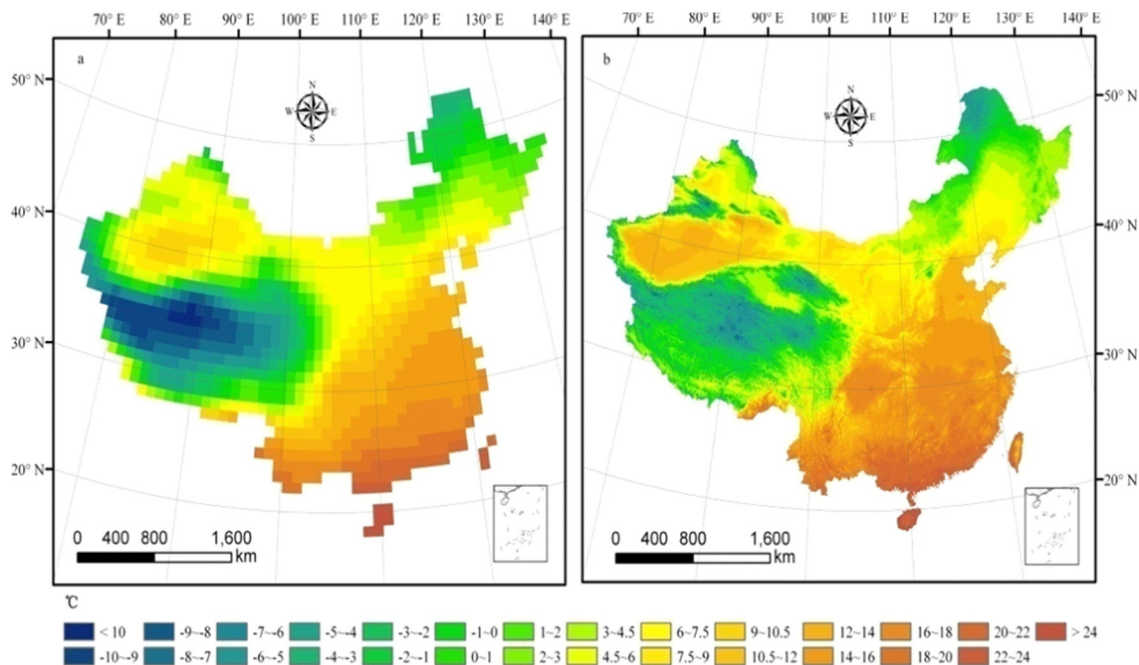 70° E 80° E 90° E 100° E 110° E 120° E 130° E 140° E
70° E 80° E 90° E 100° E 110° E 120° E 130° E 140° E
a
b
N
W E
S
N
W E
S
50° N
40° N
30° N
20° N
50° N
40° N
30° N
20° N
0 400 800 1,600
km
0 400 800 1,600
km
℃
< 10 -9~-8 -7~-6 -5~-4 -3~-2 -1~0 1~2 3~4.5 6~7.5 9~10.5 12~14 16~18 20~22 > 24
-10~-9 -8~-7 -6~-5 -4~-3 -2~-1 0~1 2~3 4.5~6 7.5~9 10.5~12 14~16 18~20 22~24